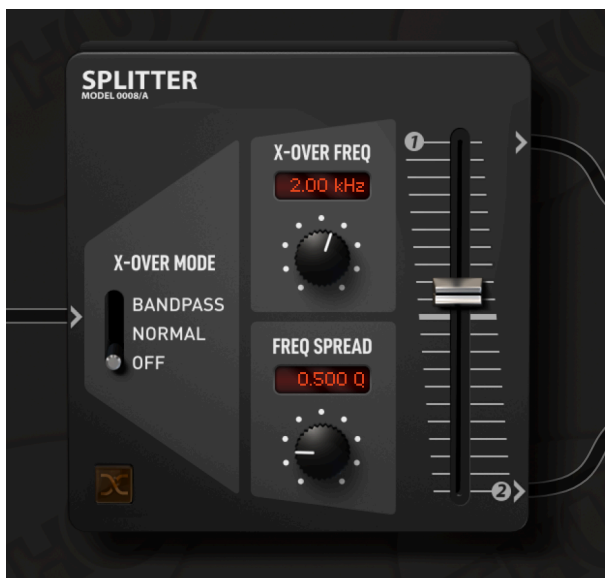 SPLITTER
MODEL 0008/A
1
X-OVER FREQ
2.00 kHz
X-OVER MODE
BANDPASS
NORMAL
OFF
FREQ SPREAD
0.500 Q
2